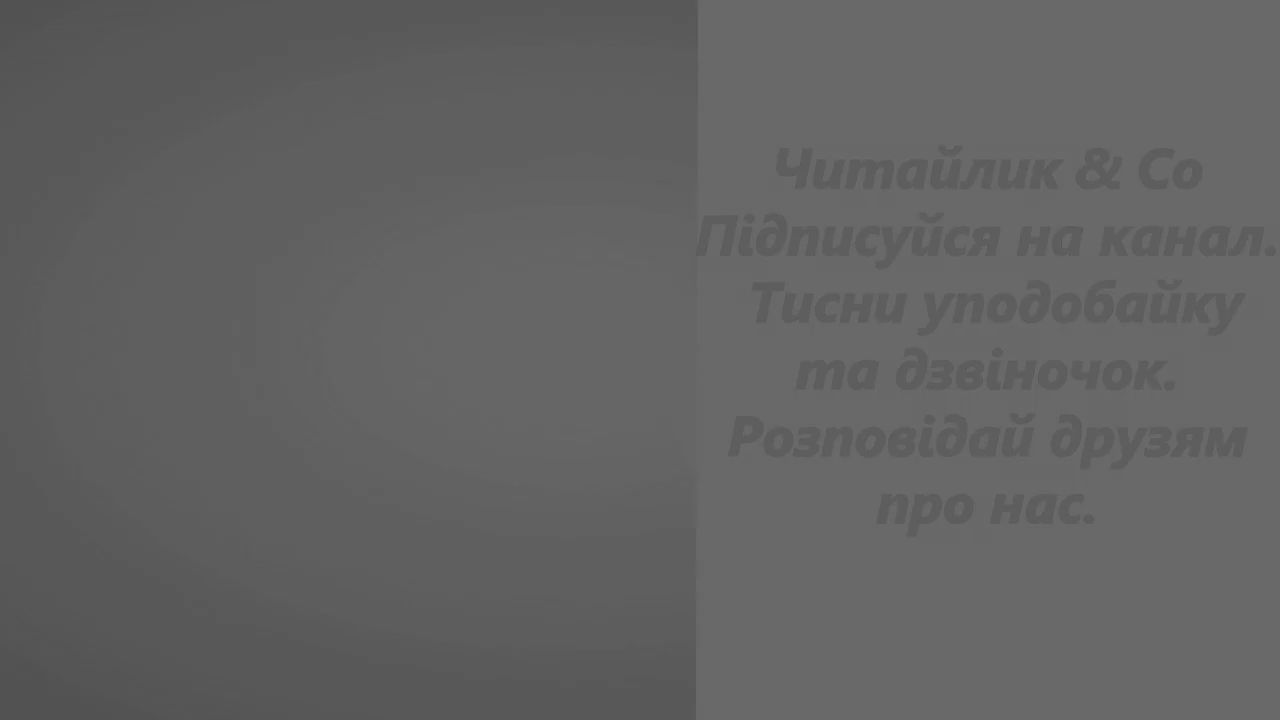 Читайлик & Co
Підписуйся на канал.
Тисни уподобайку
та дзвіночок.
Розповідай друзям
про нас.